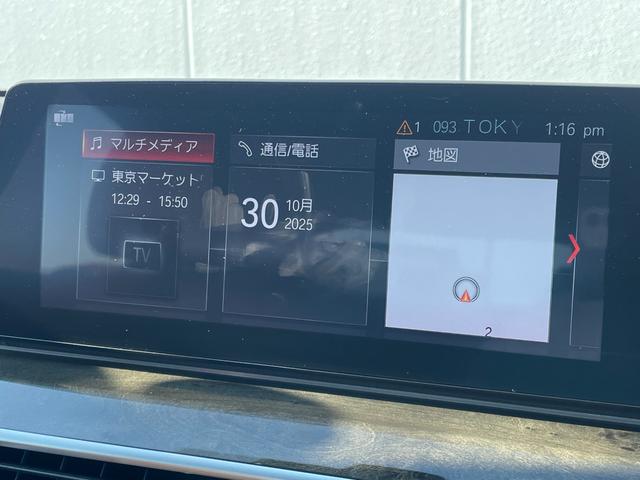 1 093 TOKY 1:16 pm
マルチメディア
通信/電話
地図
東京マーケット
12:29 - 15:50
TV
30
10月
2025
2